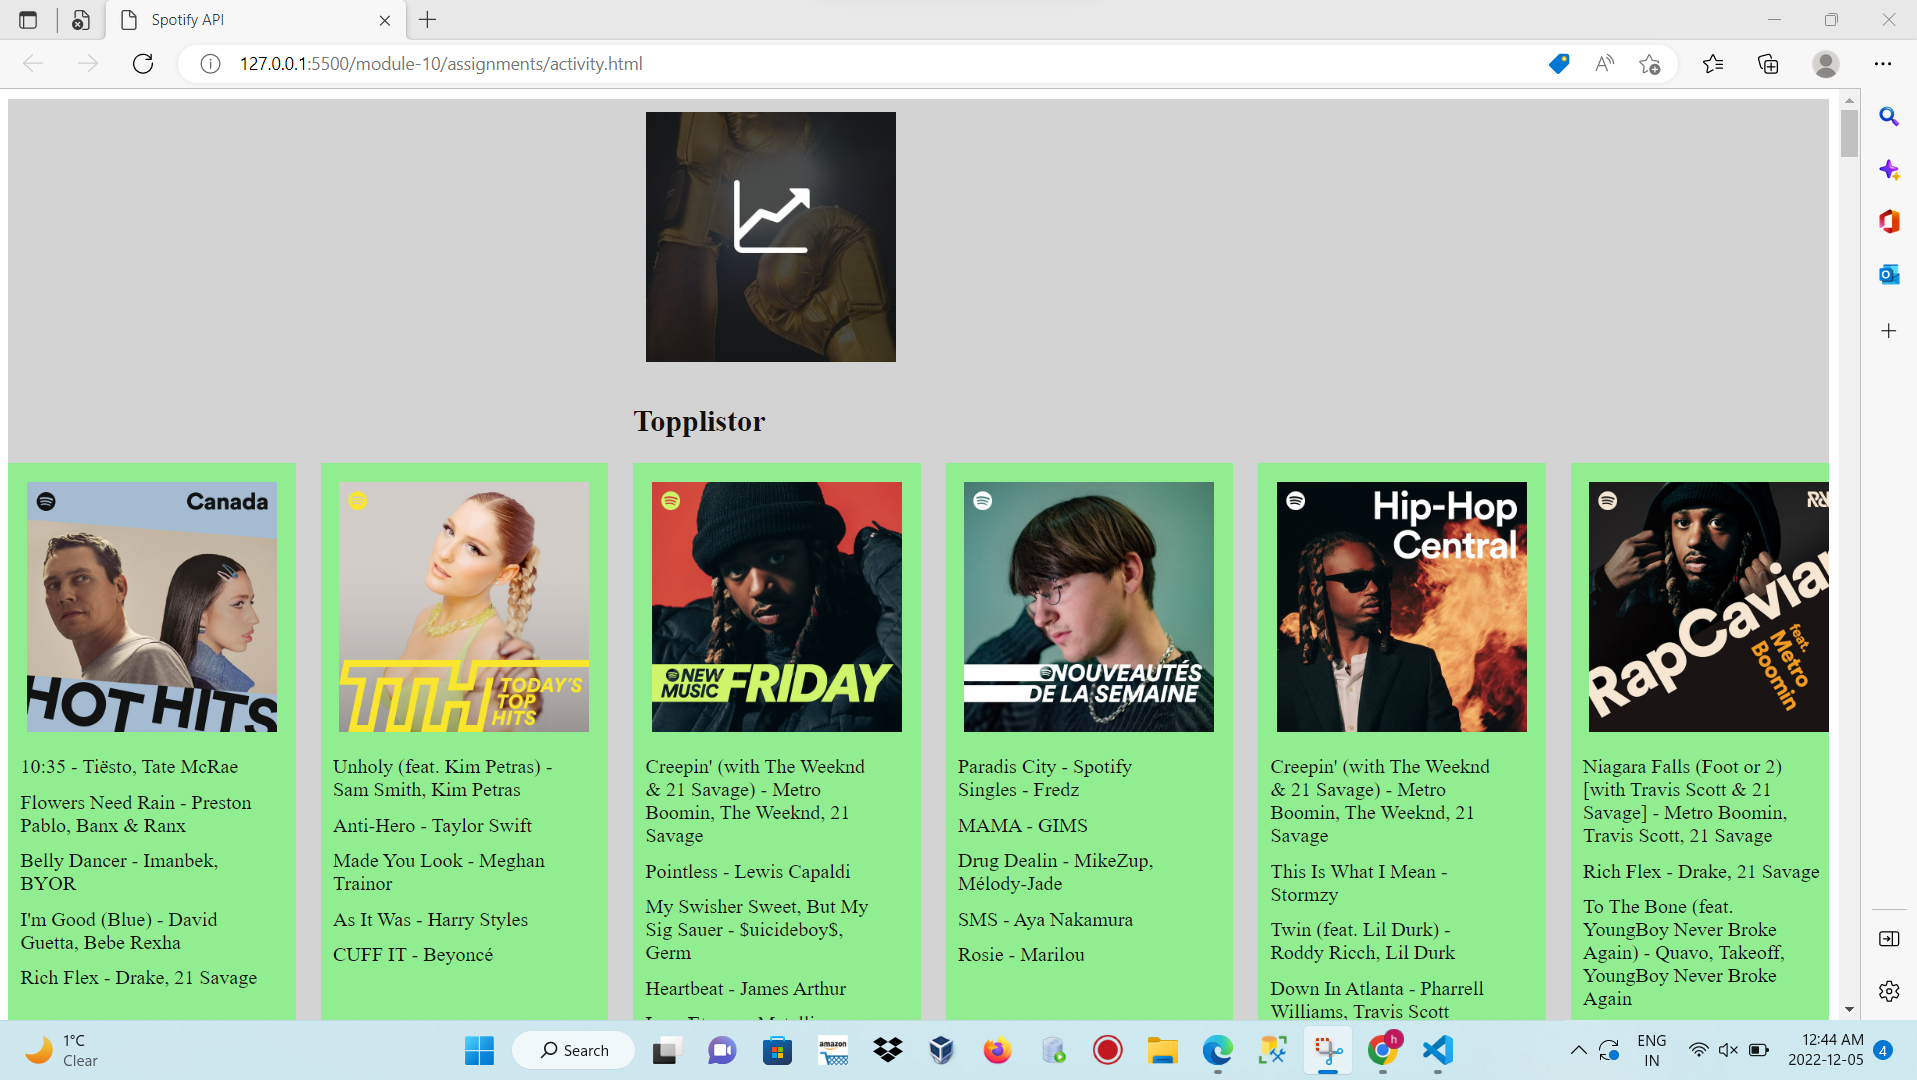 Spotify API
127.0.0.1:5500/module-10/assignments/activity.html
Topplistor
Canada
HOT HITS
10:35 - Tiësto, Tate McRae
Flowers Need Rain - Preston
Pablo, Banx & Ranx
Belly Dancer - Imanbek,
BYOR
I'm Good (Blue) - David
Guetta, Bebe Rexha
Rich Flex - Drake, 21 Savage
TTH TODAY'S
TOP
HITS
Unholy (feat. Kim Petras) -
Sam Smith, Kim Petras
Anti-Hero - Taylor Swift
Made You Look - Meghan
Trainor
As It Was - Harry Styles
CUFF IT - Beyoncé
NEW
MUSIC FRIDAY
Creepin' (with The Weeknd
& 21 Savage) - Metro
Boomin, The Weeknd, 21
Savage
Pointless - Lewis Capaldi
My Swisher Sweet, But My
Sig Sauer - $uicideboy$,
Germ
Heartbeat - James Arthur
NOUVEAUTÉS
DE LA SEMAINE
Paradis City - Spotify
Singles - Fredz
MAMA - GIMS
Drug Dealin - MikeZup,
Mélody-Jade
SMS - Aya Nakamura
Rosie - Marilou
Hip-Hop
Central
Creepin' (with The Weeknd
& 21 Savage) - Metro
Boomin, The Weeknd, 21
Savage
This Is What I Mean -
Stormzy
Twin (feat. Lil Durk) -
Roddy Ricch, Lil Durk
Down In Atlanta - Pharrell
Williams, Travis Scott
RapCaviar
feat.
Metro
Boomin
Niagara Falls (Foot or 2)
[with Travis Scott & 21
Savage] - Metro Boomin,
Travis Scott, 21 Savage
Rich Flex - Drake, 21 Savage
To The Bone (feat.
YoungBoy Never Broke
Again) - Quavo, Takeoff,
YoungBoy Never Broke
Again
1°C
Clear
Search
amazon
h
ENG
IN
12:44 AM
2022-12-05
4